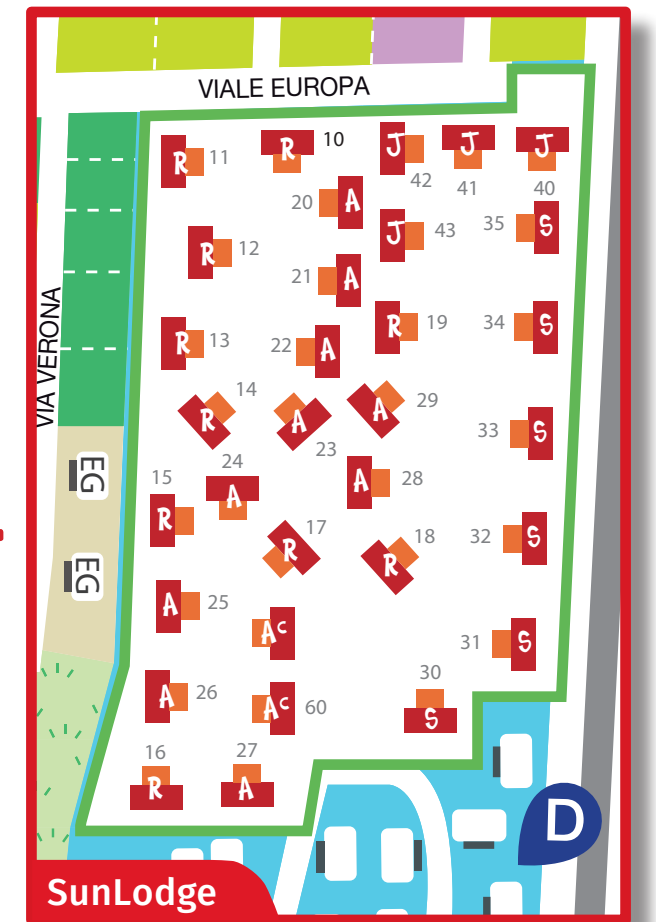 VIALE EUROPA
R 11
R 10
J 42
J 41
J 40
20 A
J 43
35 S
R 12
21 A
R 19
34 S
VIA VERONA
R 13
22 A
R 14
A 23
A 29
33 S
EG
15 R
24 A
A 28
R 17
R 18
32 S
EG
A 25
Ac
31 S
A 26
Ac 60
30 S
16 R
27 A
D
SunLodge